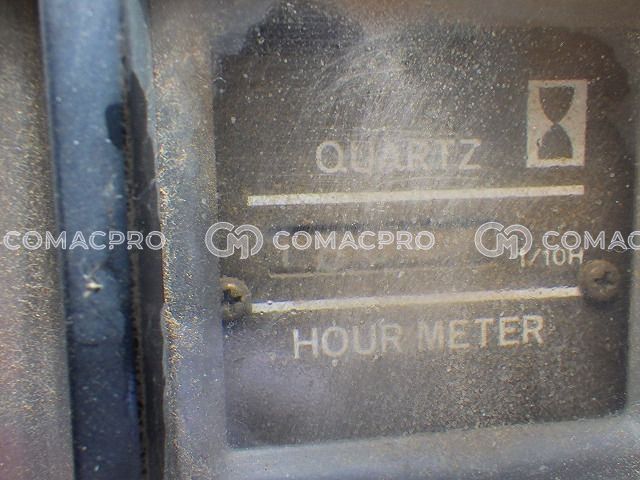 QUARTZ
COMACPRO COMACPRO COMAC
1/10H
HOUR METER